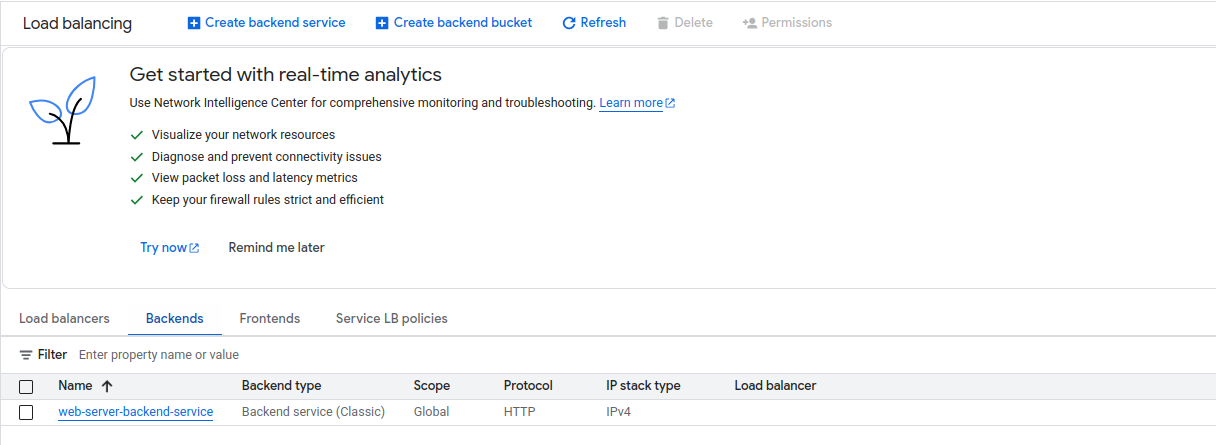 Load balancing Create backend service Create backend bucket Refresh Delete Permissions
Get started with real-time analytics
Use Network Intelligence Center for comprehensive monitoring and troubleshooting. Learn more
Visualize your network resources
Diagnose and prevent connectivity issues
View packet loss and latency metrics
Keep your firewall rules strict and efficient
Try now Remind me later
Load balancers Backends Frontends Service LB policies
Filter Enter property name or value
Name Backend type Scope Protocol IP stack type Load balancer
web-server-backend-service Backend service (Classic) Global HTTP IPv4